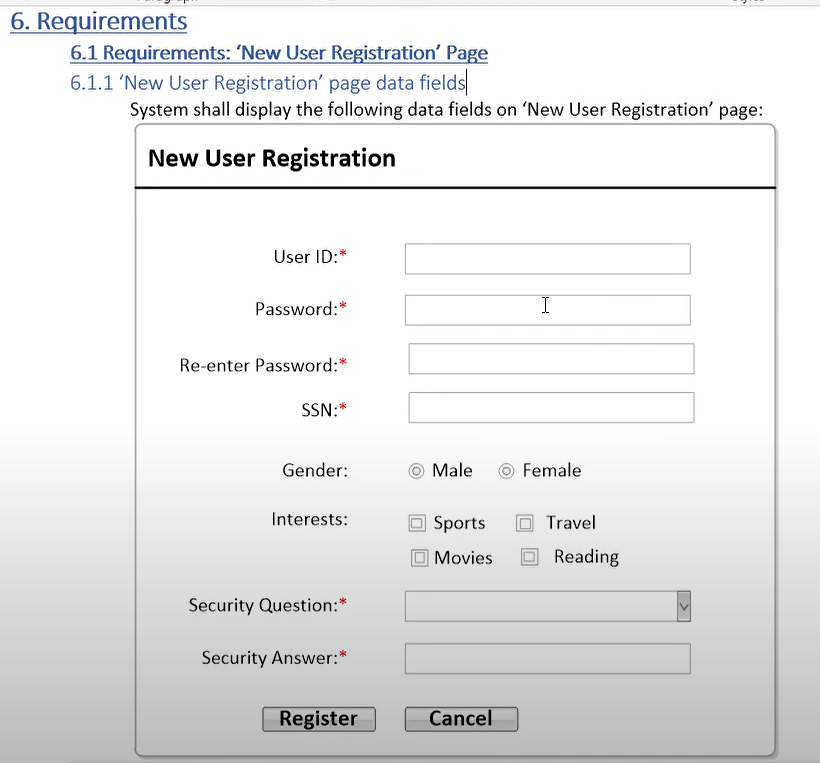 6. Requirements
6.1 Requirements: ‘New User Registration’ Page
6.1.1 ‘New User Registration’ page data fields
System shall display the following data fields on ‘New User Registration’ page:
New User Registration
User ID:*
Password:*
Re-enter Password:*
SSN:*
Gender: Male Female
Interests: Sports Travel
Movies Reading
Security Question:*
Security Answer:*
Register Cancel